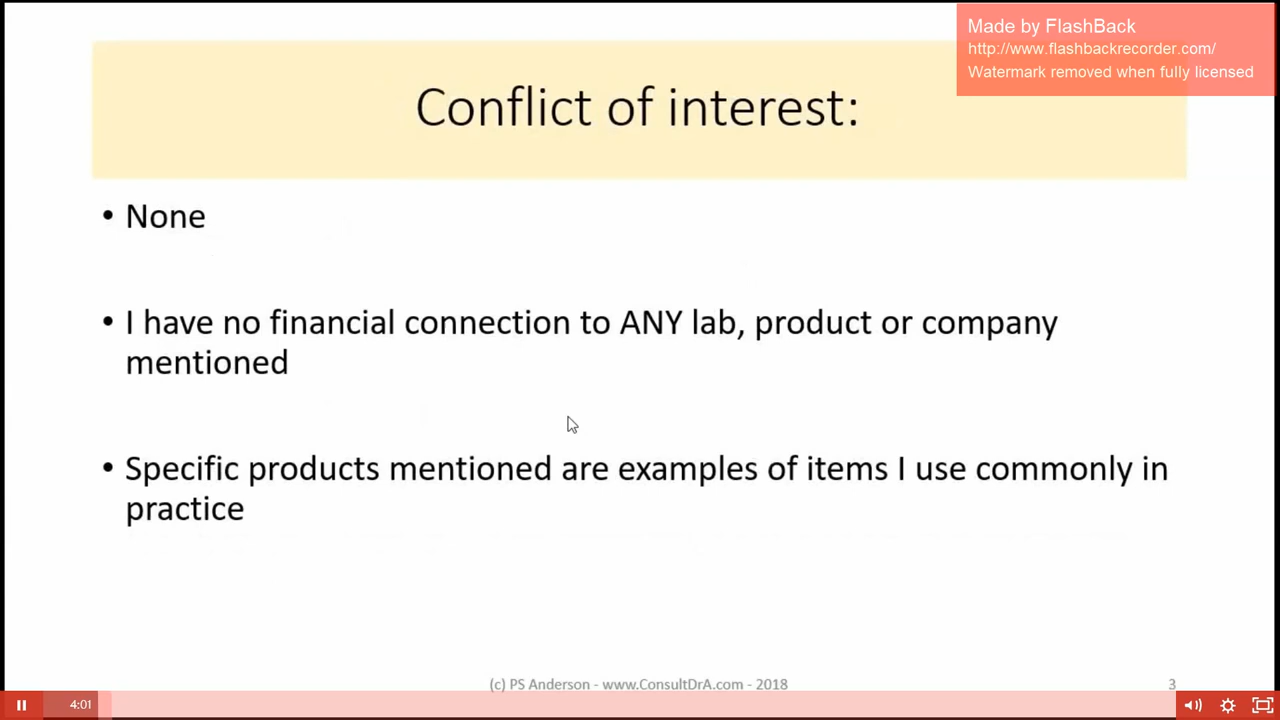 Made by FlashBack
http://www.flashbackrecorder.com/
Watermark removed when fully licensed
Conflict of interest:
• None
• I have no financial connection to ANY lab, product or company
mentioned
• Specific products mentioned are examples of items I use commonly in
practice
(c) PS Anderson - www.ConsultDrA.com - 2018
3
4:01